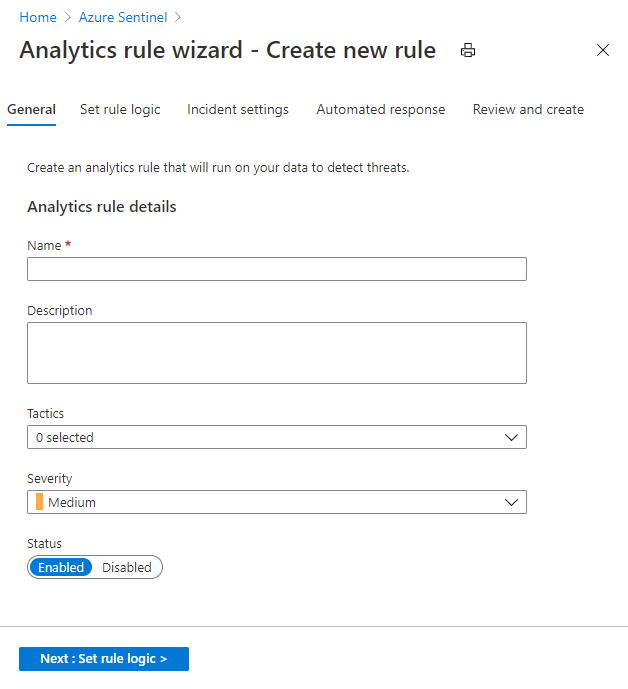 Home > Azure Sentinel >
Analytics rule wizard - Create new rule
General Set rule logic Incident settings Automated response Review and create
Create an analytics rule that will run on your data to detect threats.
Analytics rule details
Name *
Description
Tactics
0 selected
Severity
Medium
Status
Enabled Disabled
Next : Set rule logic >